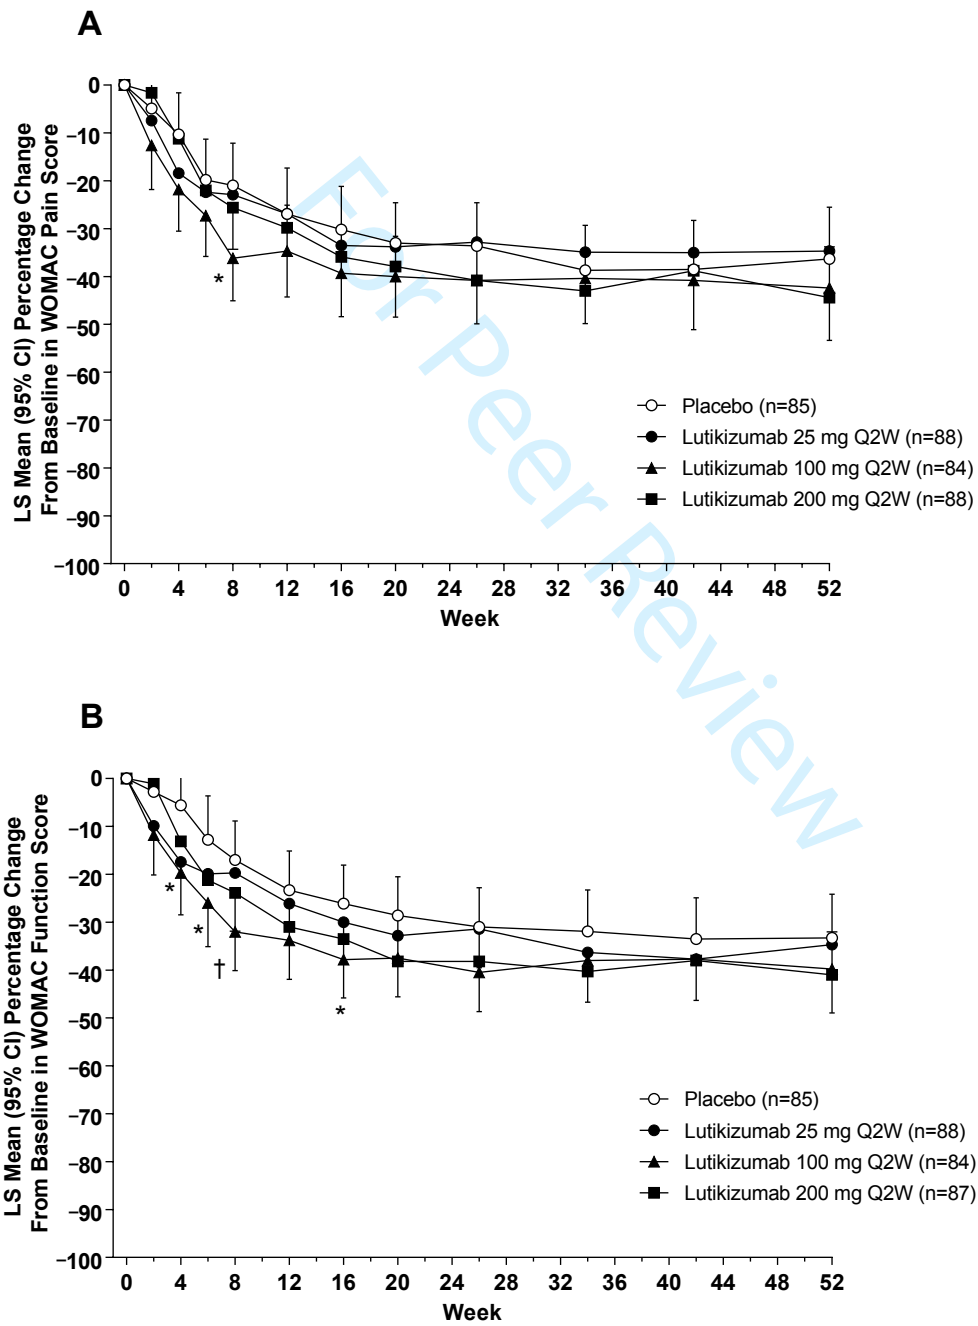 A
LS Mean (95% CI) Percentage Change
From Baseline in WOMAC Pain Score
0
−10
−20
−30
−40
−50
−60
−70
−80
−90
−100
*
Placebo (n=85)
Lutikizumab 25 mg Q2W (n=88)
Lutikizumab 100 mg Q2W (n=84)
Lutikizumab 200 mg Q2W (n=88)
0 4 8 12 16 20 24 28 32 36 40 44 48 52
Week
For Peer Review
B
LS Mean (95% CI) Percentage Change
From Baseline in WOMAC Function Score
0
−10
−20
−30
−40
−50
−60
−70
−80
−90
−100
*
*
†
*
Placebo (n=85)
Lutikizumab 25 mg Q2W (n=88)
Lutikizumab 100 mg Q2W (n=84)
Lutikizumab 200 mg Q2W (n=87)
0 4 8 12 16 20 24 28 32 36 40 44 48 52
Week